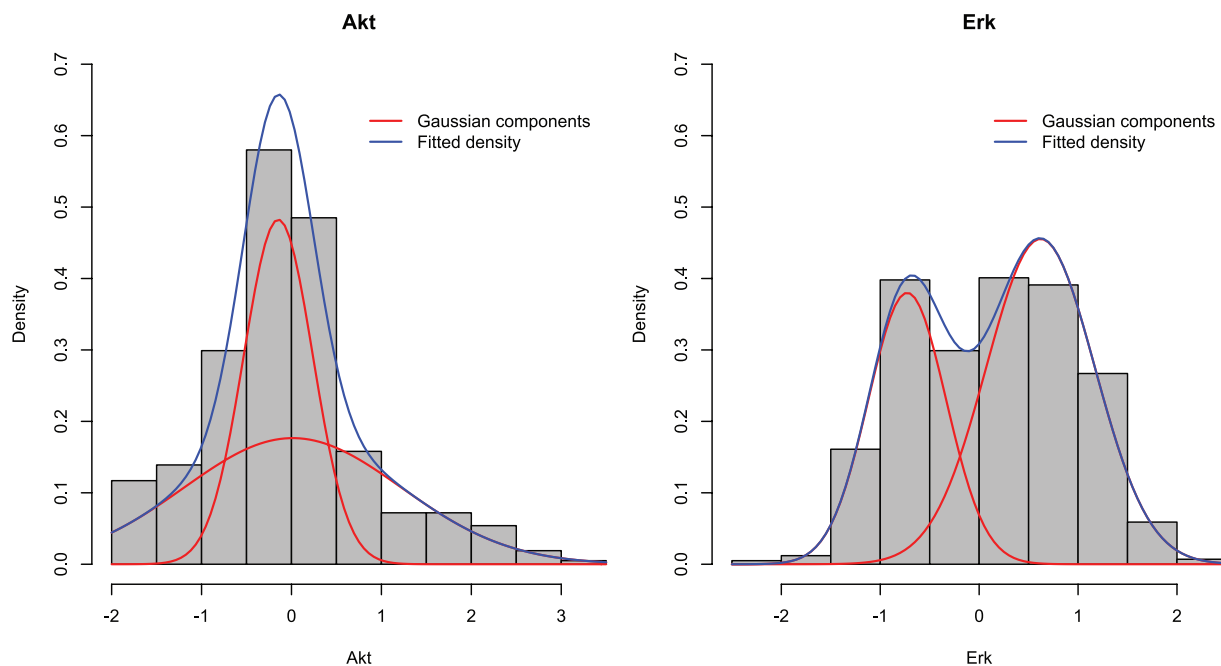 Akt
Density
0.0 0.1 0.2 0.3 0.4 0.5 0.6 0.7
Gaussian components
Fitted density
-2 -1 0 1 2 3
Akt
Erk
Density
0.0 0.1 0.2 0.3 0.4 0.5 0.6 0.7
Gaussian components
Fitted density
-2 -1 0 1 2
Erk